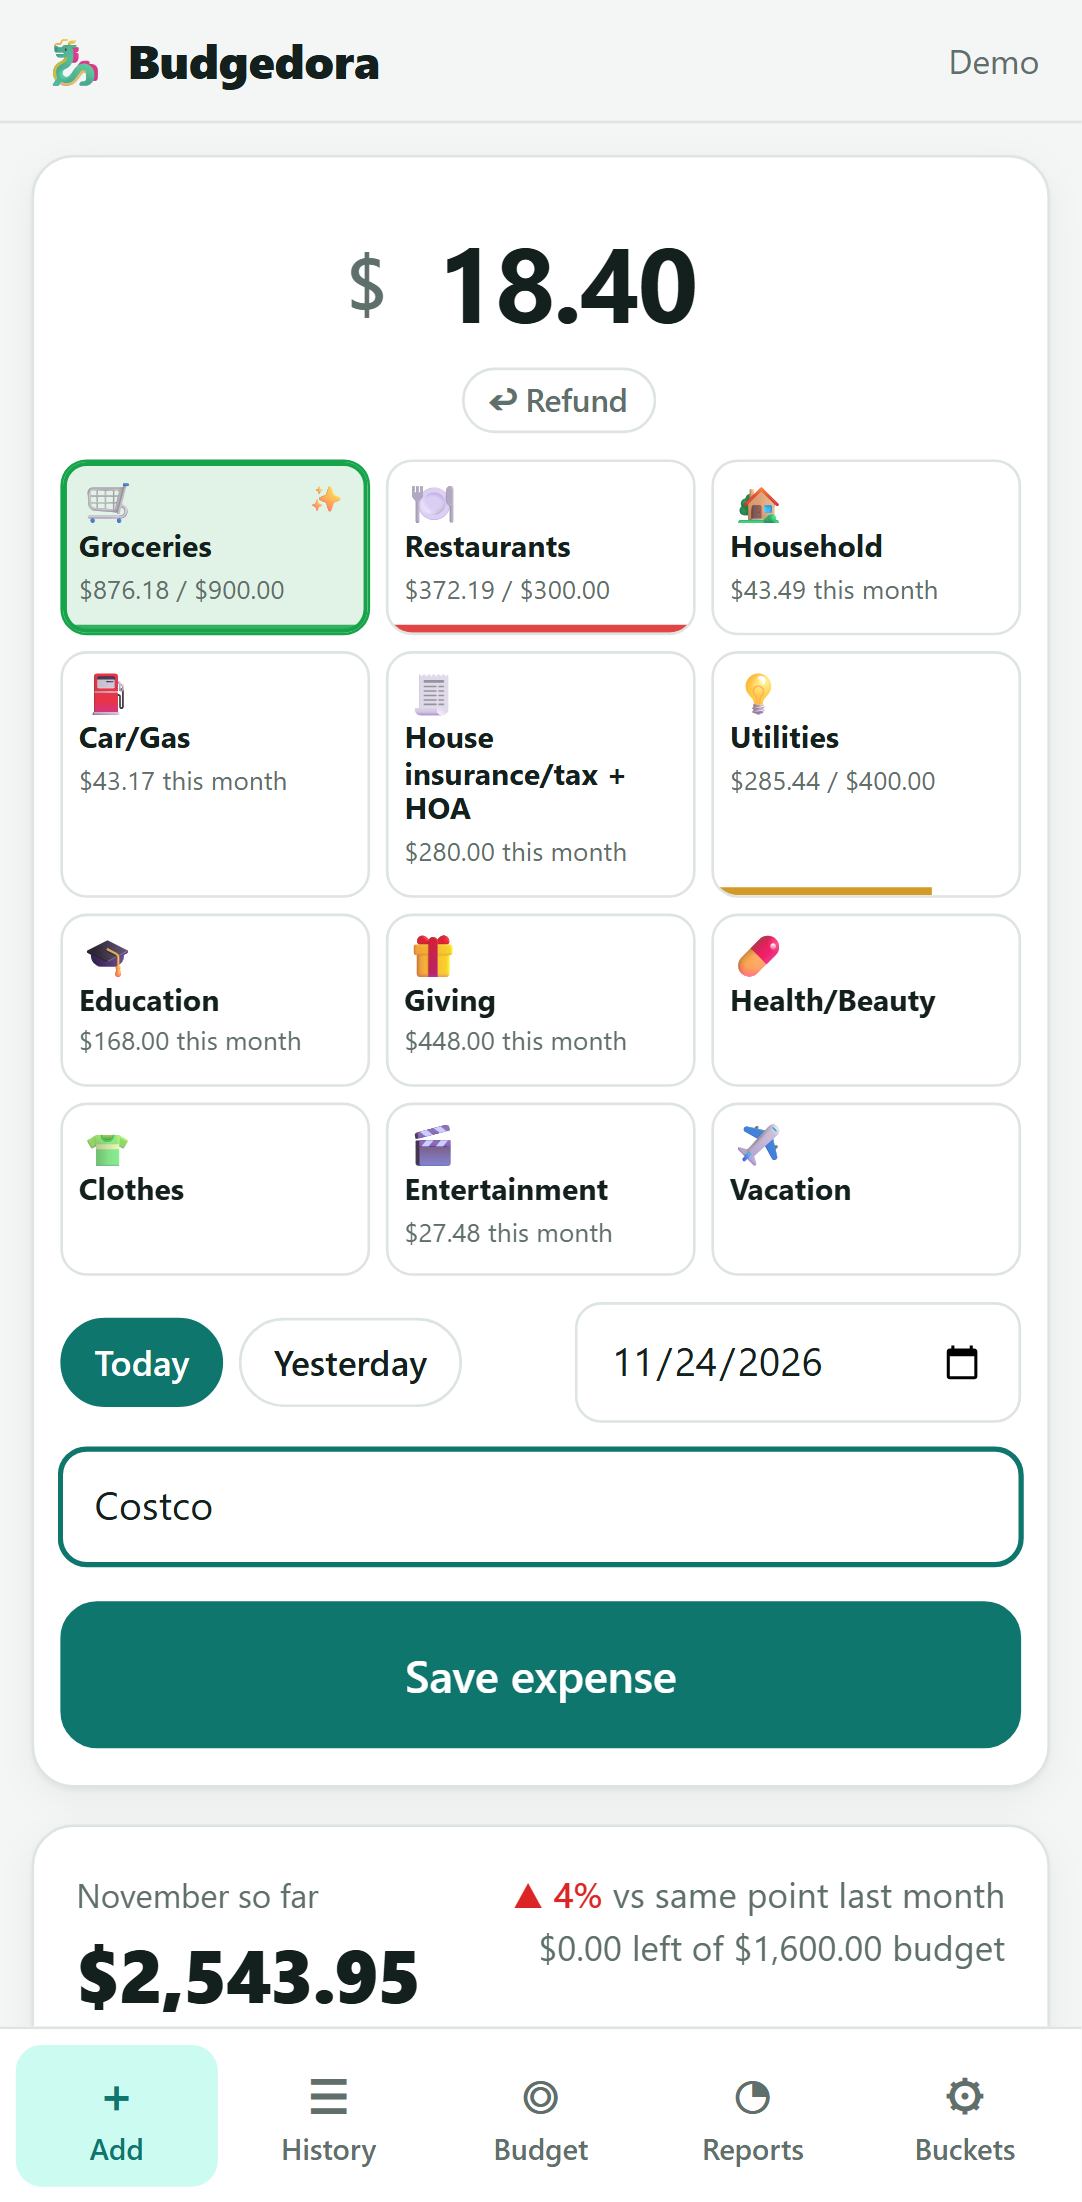 Budgedora
Demo
$ 18.40
↩ Refund
Groceries
$876.18 / $900.00
Restaurants
$372.19 / $300.00
Household
$43.49 this month
Car/Gas
$43.17 this month
House
insurance/tax +
HOA
$280.00 this month
Utilities
$285.44 / $400.00
Education
$168.00 this month
Giving
$448.00 this month
Health/Beauty
Clothes
Entertainment
$27.48 this month
Vacation
Today
Yesterday
11/24/2026
Costco
Save expense
November so far
$2,543.95
▲ 4% vs same point last month
$0.00 left of $1,600.00 budget
+
Add
History
Budget
Reports
Buckets